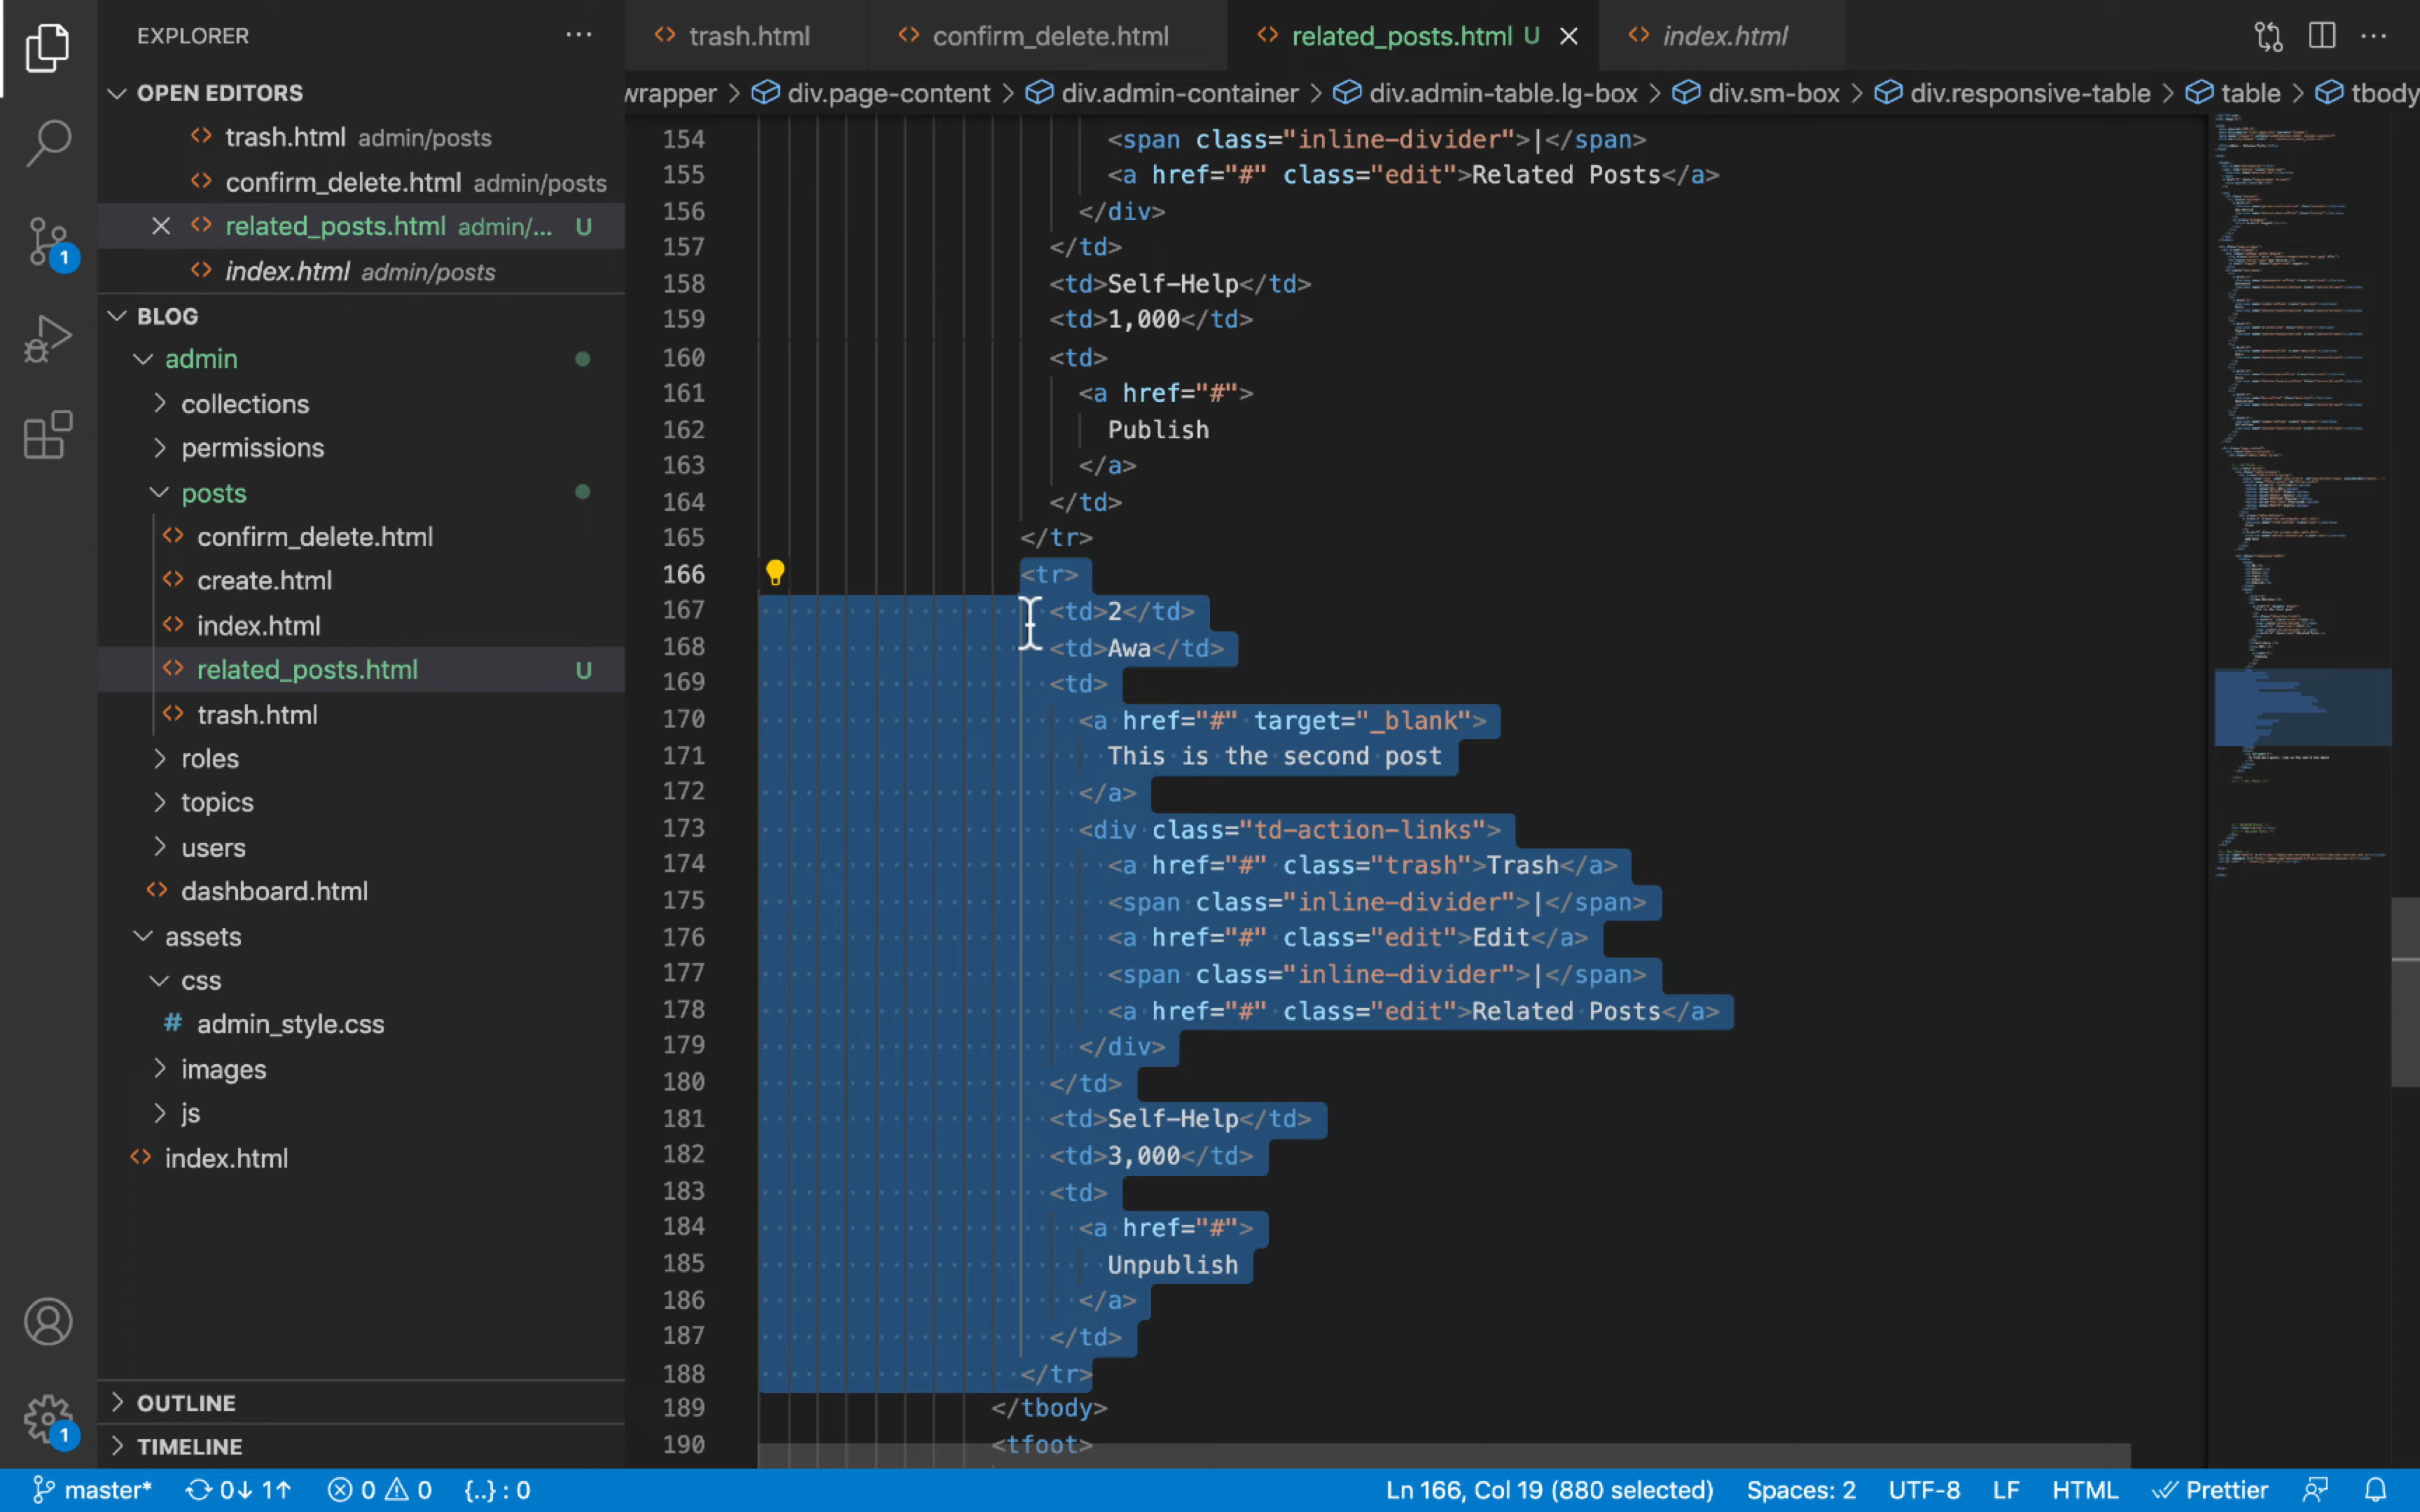 EXPLORER
OPEN EDITORS
trash.html admin/posts
confirm_delete.html admin/posts
related_posts.html admin/... U
index.html admin/posts
BLOG
admin
collections
permissions
posts
confirm_delete.html
create.html
index.html
related_posts.html U
trash.html
roles
topics
users
dashboard.html
assets
css
admin_style.css
images
js
index.html
OUTLINE
TIMELINE
trash.html confirm_delete.html related_posts.html U index.html
wrapper > div.page-content > div.admin-container > div.admin-table.lg-box > div.sm-box > div.responsive-table > table > tbody
154 <span class="inline-divider">|</span>
155 <a href="#" class="edit">Related Posts</a>
156 </div>
157 </td>
158 <td>Self-Help</td>
159 <td>1,000</td>
160 <td>
161 <a href="#">
162 Publish
163 </a>
164 </td>
165 </tr>
166 <tr>
167 <td>2</td>
168 <td>Awa</td>
169 <td>
170 <a href="#" target="_blank">
171 This is the second post
172 </a>
173 <div class="td-action-links">
174 <a href="#" class="trash">Trash</a>
175 <span class="inline-divider">|</span>
176 <a href="#" class="edit">Edit</a>
177 <span class="inline-divider">|</span>
178 <a href="#" class="edit">Related Posts</a>
179 </div>
180 </td>
181 <td>Self-Help</td>
182 <td>3,000</td>
183 <td>
184 <a href="#">
185 Unpublish
186 </a>
187 </td>
188 </tr>
189 </tbody>
190 <tfoot>
1
1
master* 0↓ 1↑ 0 0 {..} : 0 Ln 166, Col 19 (880 selected) Spaces: 2 UTF-8 LF HTML Prettier